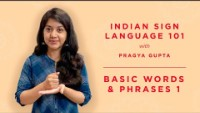 INDIAN SIGN
LANGUAGE 101
with
PRAGYA GUPTA
BASIC WORDS
& PHRASES 1